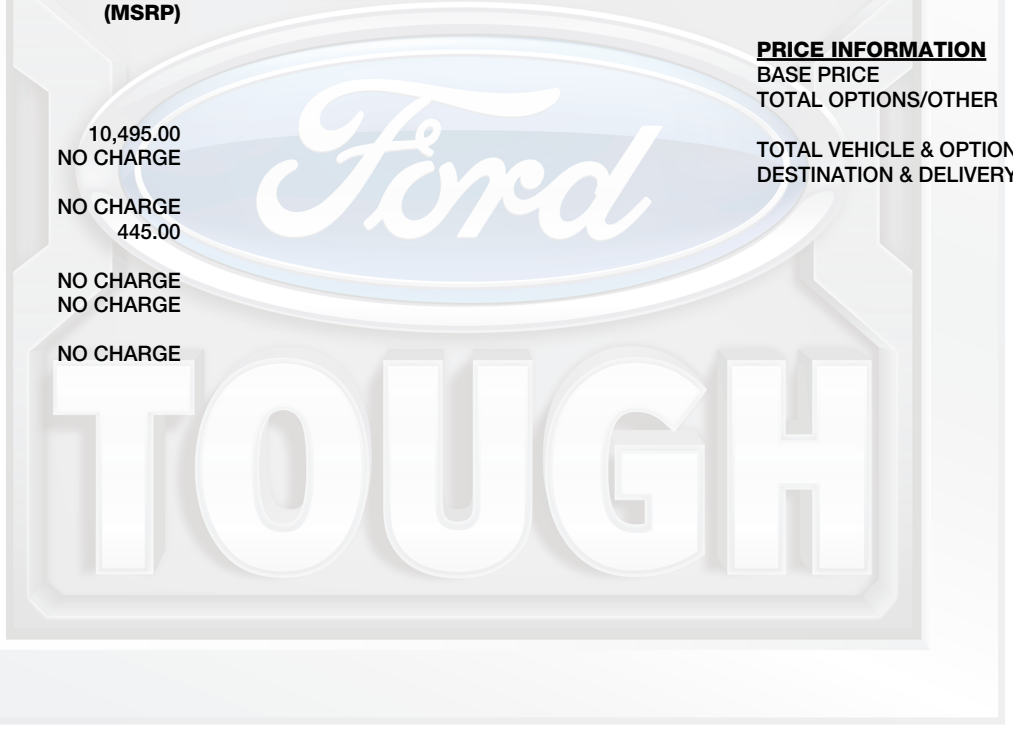 (MSRP)
10,495.00
NO CHARGE
NO CHARGE
445.00
NO CHARGE
NO CHARGE
NO CHARGE
PRICE INFORMATION
BASE PRICE
TOTAL OPTIONS/OTHER
TOTAL VEHICLE & OPTION
DESTINATION & DELIVERY
Ford
TOUGH